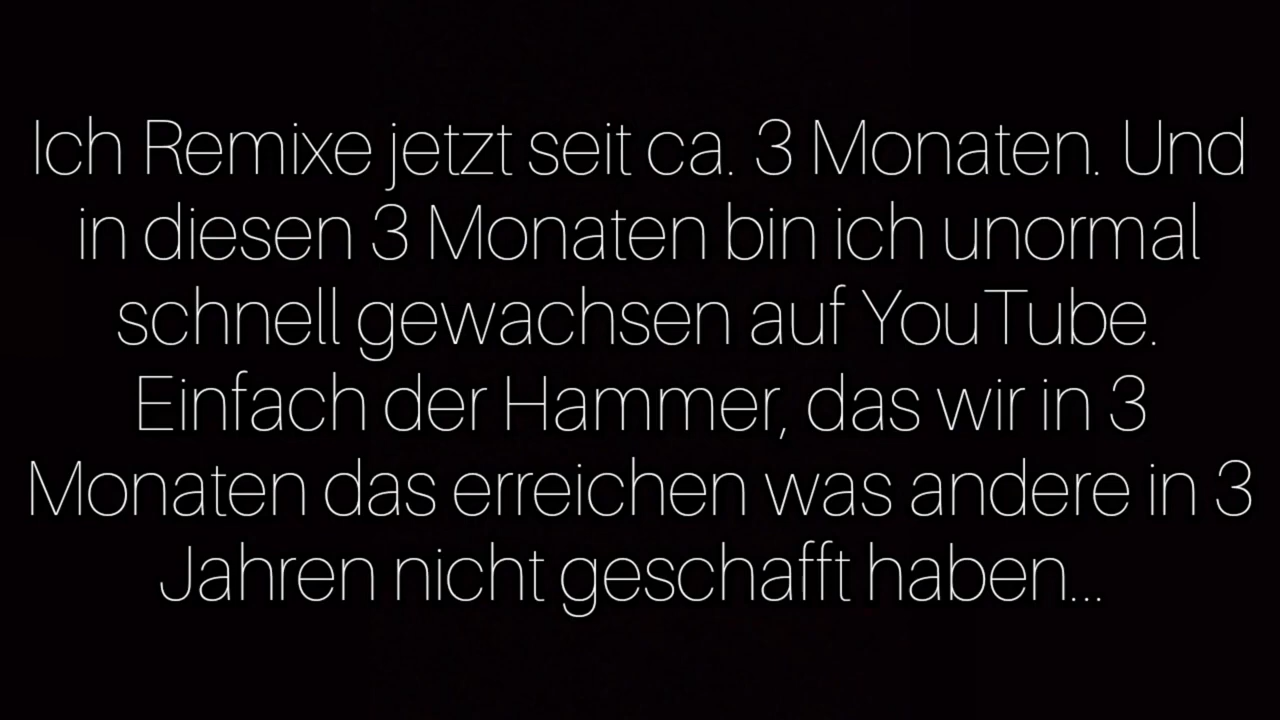 Ich Remixe jetzt seit ca. 3 Monaten. Und
in diesen 3 Monaten bin ich unormal
schnell gewachsen auf YouTube.
Einfach der Hammer, das wir in 3
Monaten das erreichen was andere in 3
Jahren nicht geschafft haben...